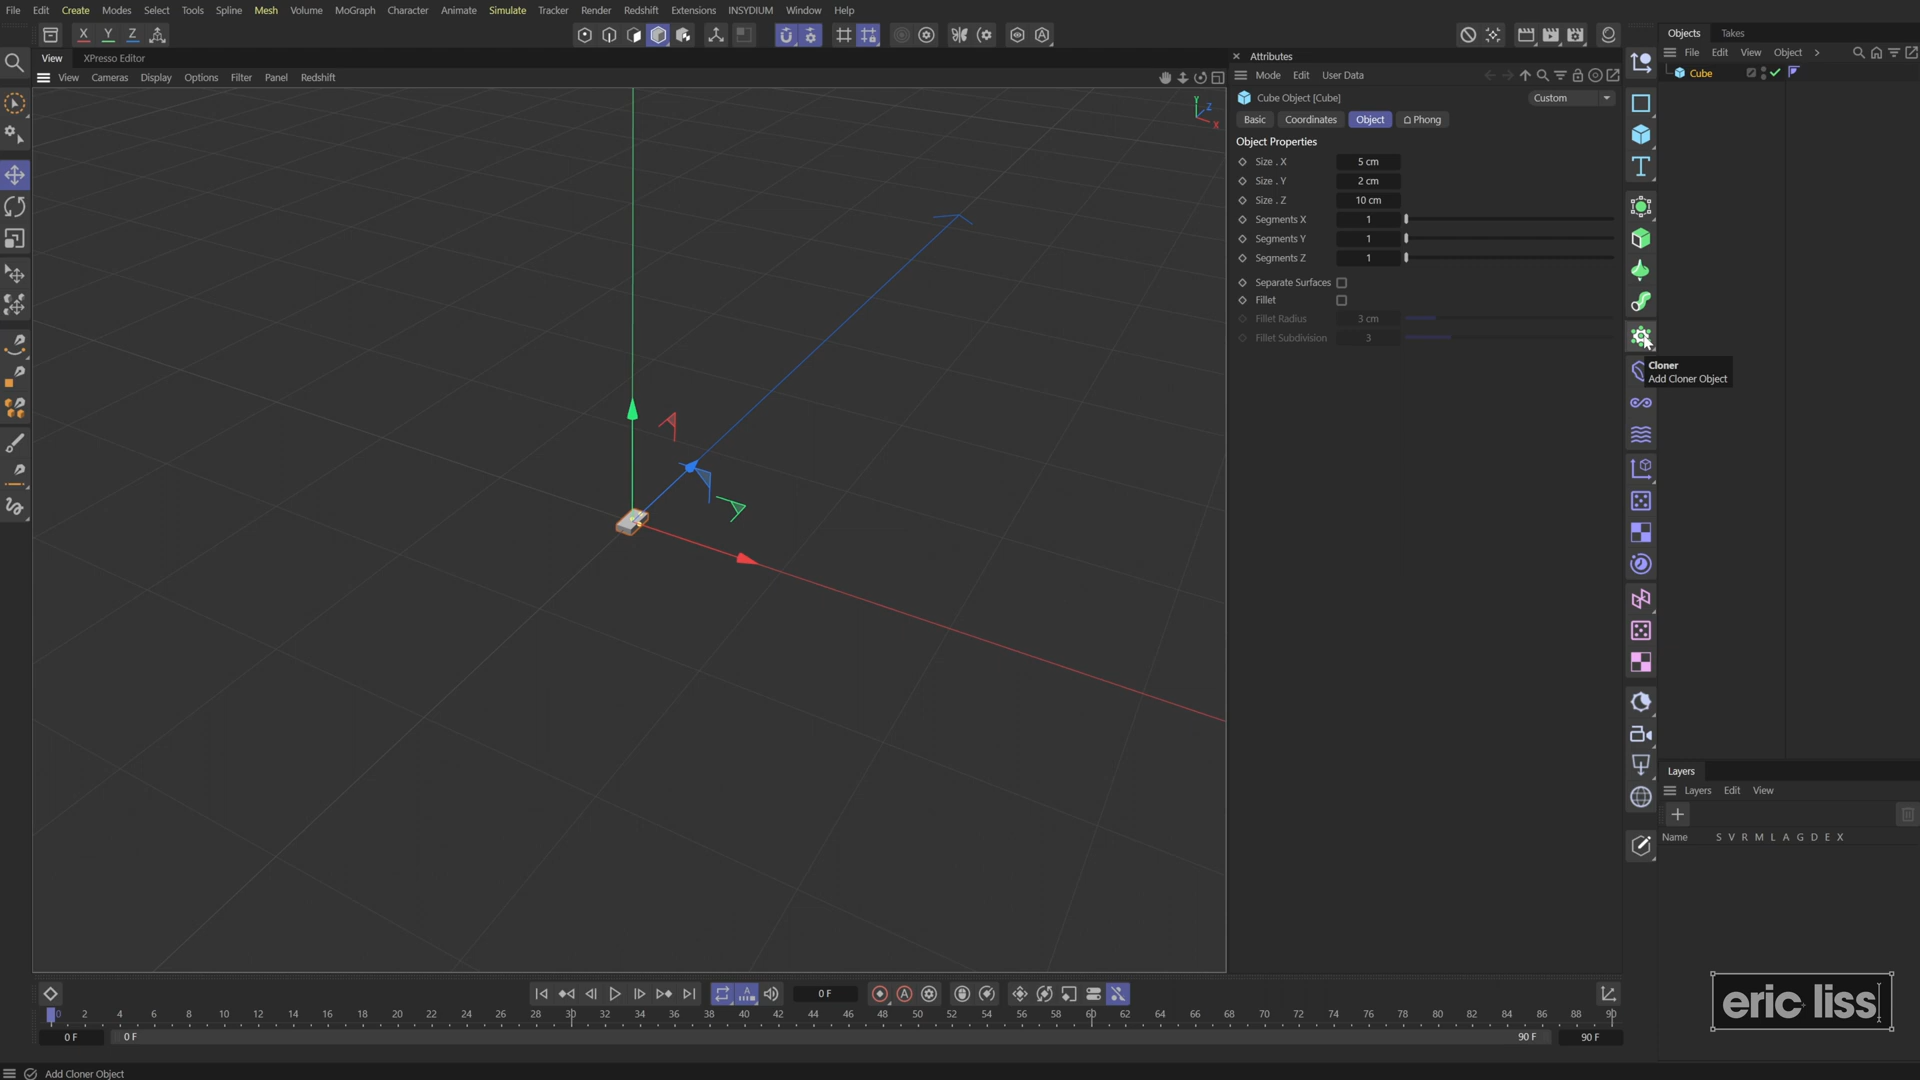 File Edit Create Modes Select Tools Spline Mesh Volume MoGraph Character Animate Simulate Tracker Render Redshift Extensions INSYDIUM Window Help
X Y Z
View XPresso Editor
View Cameras Display Options Filter Panel Redshift
Y
Z
X
Attributes
Mode Edit User Data
Cube Object [Cube]
Custom
Basic Coordinates Object Phong
Object Properties
Size . X 5 cm
Size . Y 2 cm
Size . Z 10 cm
Segments X 1
Segments Y 1
Segments Z 1
Separate Surfaces
Fillet
Fillet Radius 3 cm
Fillet Subdivision 3
Cloner
Add Cloner Object
Objects Takes
File Edit View Object
Cube
Layers
Layers Edit View
Name S V R M L A G D E X
0 F
0 2 4 6 8 10 12 14 16 18 20 22 24 26 28 30 32 34 36 38 40 42 44 46 48 50 52 54 56 58 60 62 64 66 68 70 72 74 76 78 80 82 84 86 88 90
0 F 0 F 90 F 90 F
eric liss
Add Cloner Object